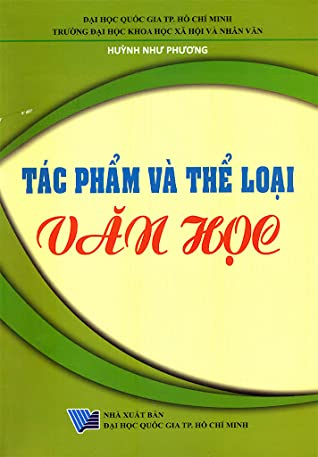 ĐẠI HỌC QUỐC GIA TP. HỒ CHÍ MINH
TRƯỜNG ĐẠI HỌC KHOA HỌC XÃ HỘI VÀ NHÂN VĂN
HUỲNH NHƯ PHƯƠNG
TÁC PHẨM VÀ THỂ LOẠI
VĂN HỌC
NHÀ XUẤT BẢN
ĐẠI HỌC QUỐC GIA TP. HỒ CHÍ MINH